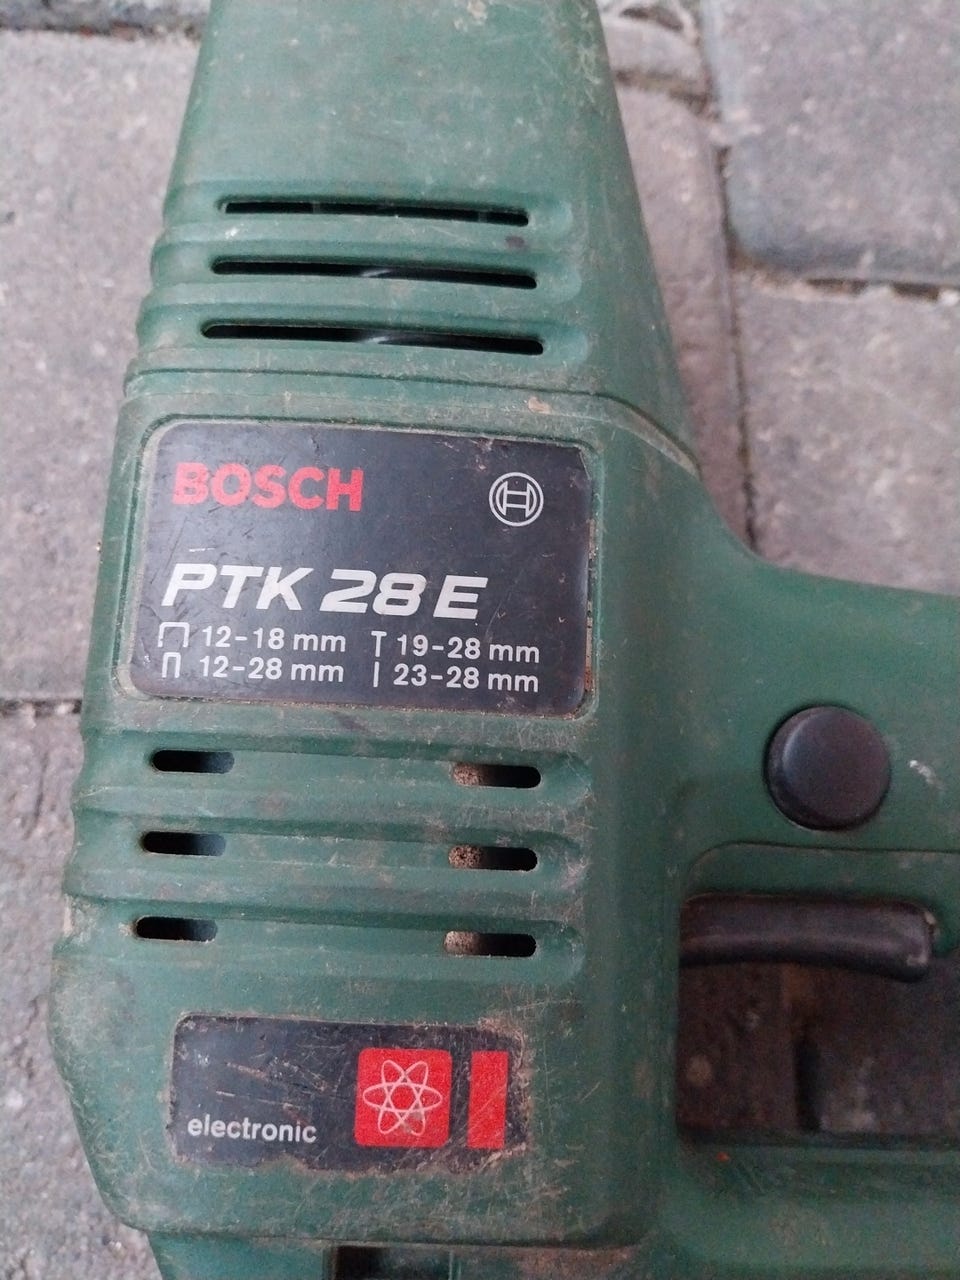 BOSCH
PTK 28 E
12-18 mm 19-28 mm
12-28 mm 23-28 mm
electronic